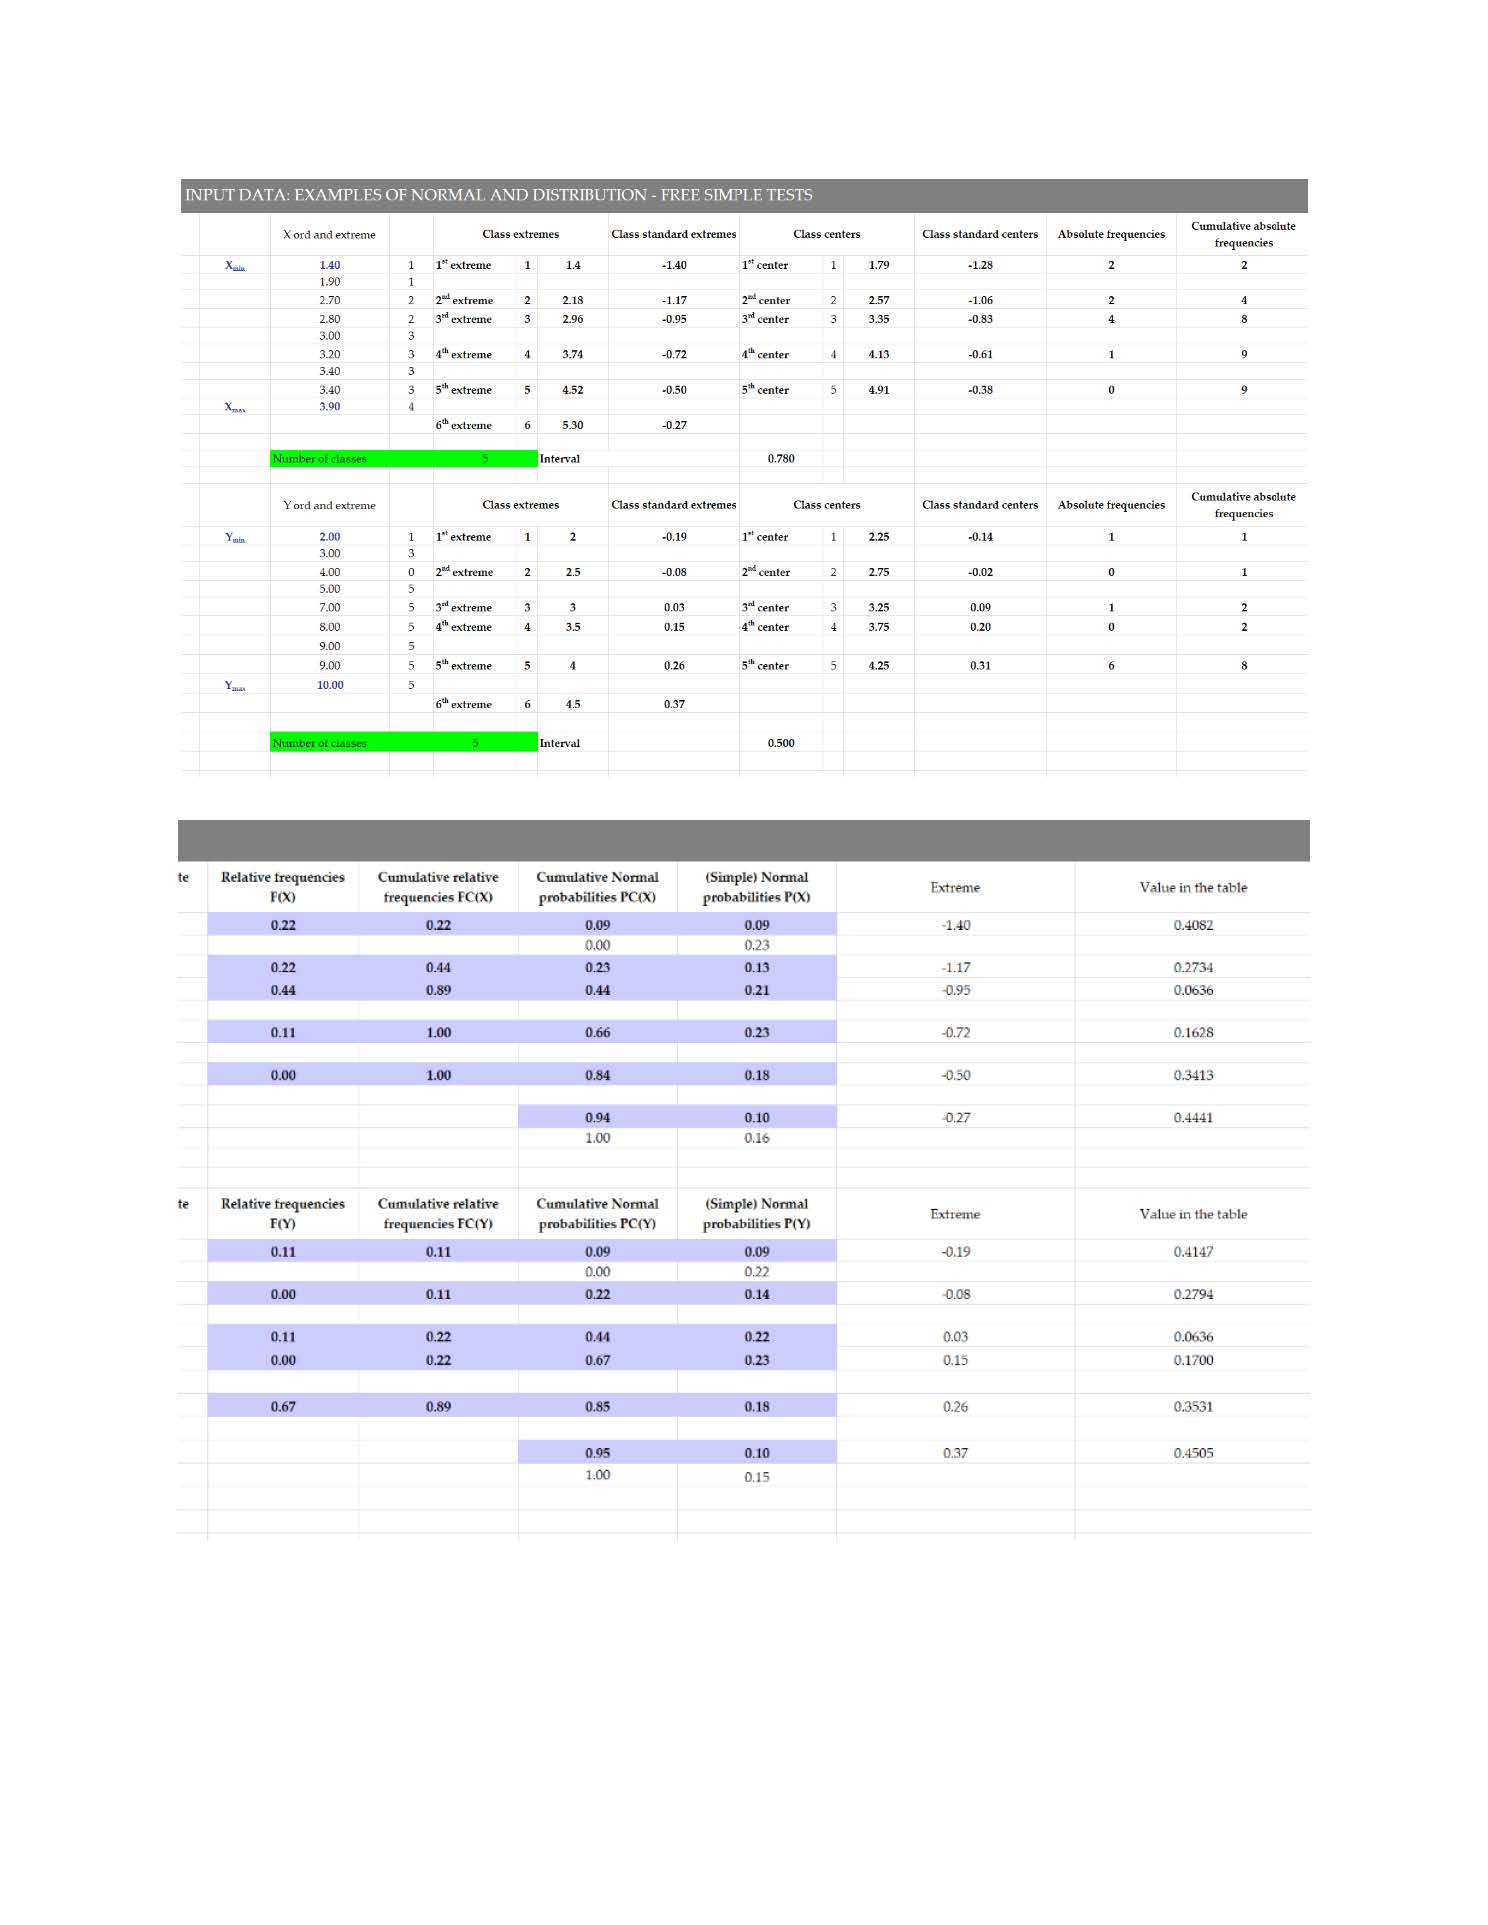 INPUT DATA: EXAMPLES OF NORMAL AND DISTRIBUTION - FREE SIMPLE TESTS
X ord and extreme Class extremes Class standard extremes Class centers Class standard centers Absolute frequencies Cumulative absolute frequencies
Xmin 1.40 1 1st extreme 1 1.4 -1.40 1st center 1 1.79 -1.28 2 2
1.90 1
2.70 2 2nd extreme 2 2.18 -1.17 2nd center 2 2.57 -1.06 2 4
2.80 2 3rd extreme 3 2.96 -0.95 3rd center 3 3.35 -0.83 4 8
3.00 3
3.20 3 4th extreme 4 3.74 -0.72 4th center 4 4.13 -0.61 1 9
3.40 3
3.40 3 5th extreme 5 4.52 -0.50 5th center 5 4.91 -0.38 0 9
Xmax 3.90 4
6th extreme 6 5.30 -0.27
Number of classes 5 Interval 0.780
Y ord and extreme Class extremes Class standard extremes Class centers Class standard centers Absolute frequencies Cumulative absolute frequencies
Ymin 2.00 1 1st extreme 1 2 -0.19 1st center 1 2.25 -0.14 1 1
3.00 3
4.00 0 2nd extreme 2 2.5 -0.08 2nd center 2 2.75 -0.02 0 1
5.00 5
7.00 5 3rd extreme 3 3 0.03 3rd center 3 3.25 0.09 1 2
8.00 5 4th extreme 4 3.5 0.15 4th center 4 3.75 0.20 0 2
9.00 5
9.00 5 5th extreme 5 4 0.26 5th center 5 4.25 0.31 6 8
Ymax 10.00 5
6th extreme 6 4.5 0.37
Number of classes 5 Interval 0.500
te Relative frequencies F(X) Cumulative relative frequencies FC(X) Cumulative Normal probabilities PC(X) (Simple) Normal probabilities P(X) Extreme Value in the table
0.22 0.22 0.09 0.09 -1.40 0.4082
0.00 0.23
0.22 0.44 0.23 0.13 -1.17 0.2734
0.44 0.89 0.44 0.21 -0.95 0.0636
0.11 1.00 0.66 0.23 -0.72 0.1628
0.00 1.00 0.84 0.18 -0.50 0.3413
0.94 0.10 -0.27 0.4441
1.00 0.16
te Relative frequencies F(Y) Cumulative relative frequencies FC(Y) Cumulative Normal probabilities PC(Y) (Simple) Normal probabilities P(Y) Extreme Value in the table
0.11 0.11 0.09 0.09 -0.19 0.4147
0.00 0.22
0.00 0.11 0.22 0.14 -0.08 0.2794
0.11 0.22 0.44 0.22 0.03 0.0636
0.00 0.22 0.67 0.23 0.15 0.1700
0.67 0.89 0.85 0.18 0.26 0.3531
0.95 0.10 0.37 0.4505
1.00 0.15